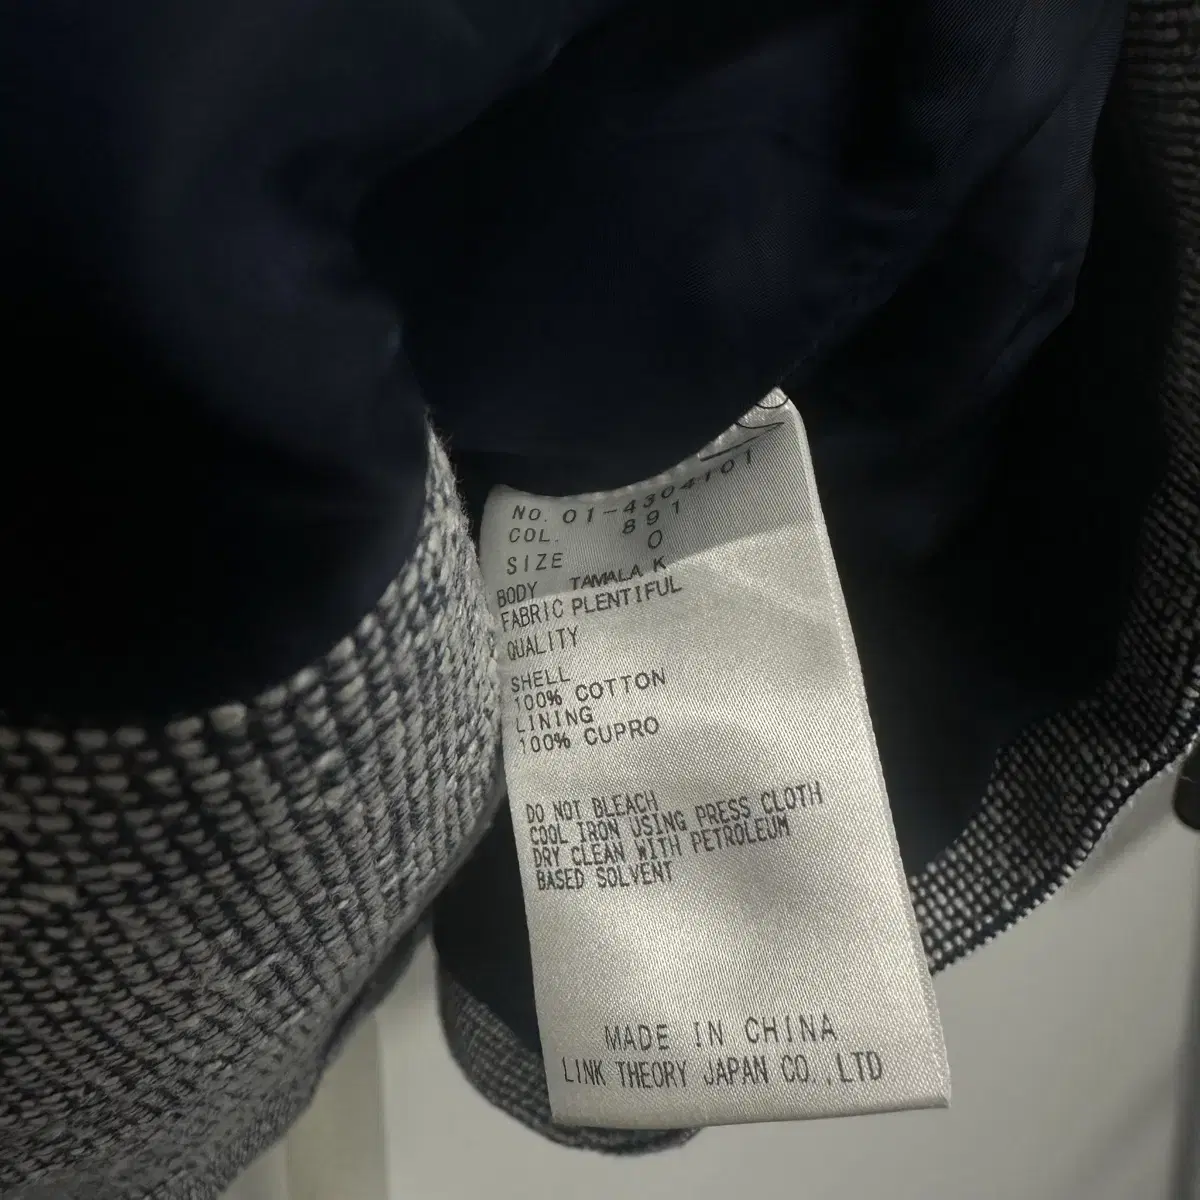 NO. 01-4304101
COL. 891
SIZE 0
BODY TAMALA K
FABRIC PLENTIFUL
QUALITY
SHELL
100% COTTON
LINING
100% CUPRO
DO NOT BLEACH
COOL IRON USING PRESS CLOTH
DRY CLEAN WITH PETROLEUM
BASED SOLVENT
MADE IN CHINA
LINK THEORY JAPAN CO.,LTD